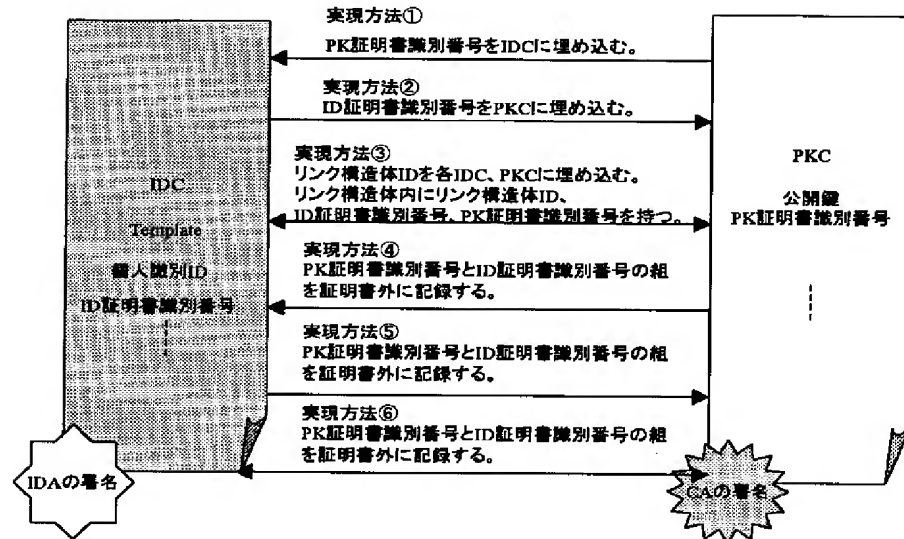 実現方法①
PK証明書識別番号をIDCに埋め込む。
実現方法②
ID証明書識別番号をPKCに埋め込む。
実現方法③
リンク構造体IDを各IDC、PKCに埋め込む。
リンク構造体内にリンク構造体ID、
ID証明書識別番号、PK証明書識別番号を持つ。
実現方法④
PK証明書識別番号とID証明書識別番号の組
を証明書外に記録する。
実現方法⑤
PK証明書識別番号とID証明書識別番号の組
を証明書外に記録する。
実現方法⑥
PK証明書識別番号とID証明書識別番号の組
を証明書外に記録する。
IDC
Template
個人識別ID
ID証明書識別番号
IDAの署名
PKC
公開鍵
PK証明書識別番号
CAの署名